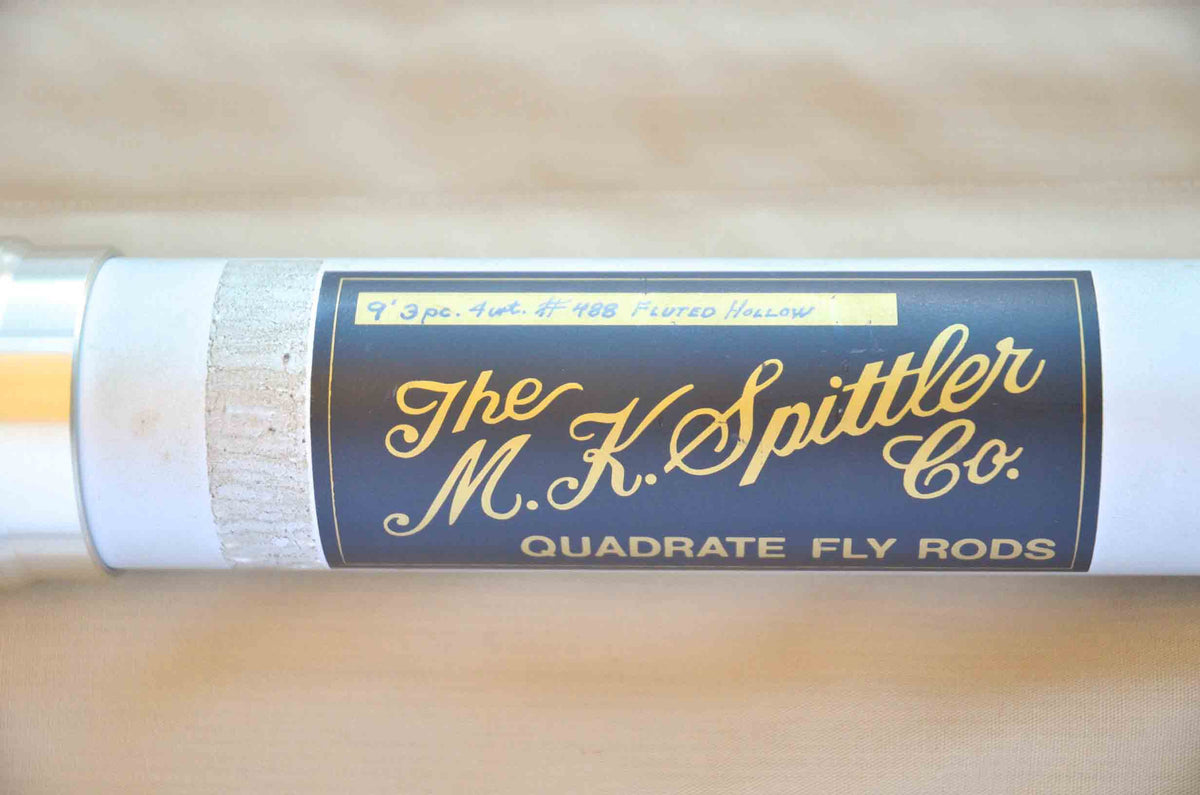 9' 3pc. 4wt. # 488 FLUTED HOLLOW
The
M. K. Spittler
Co.
QUADRATE FLY RODS